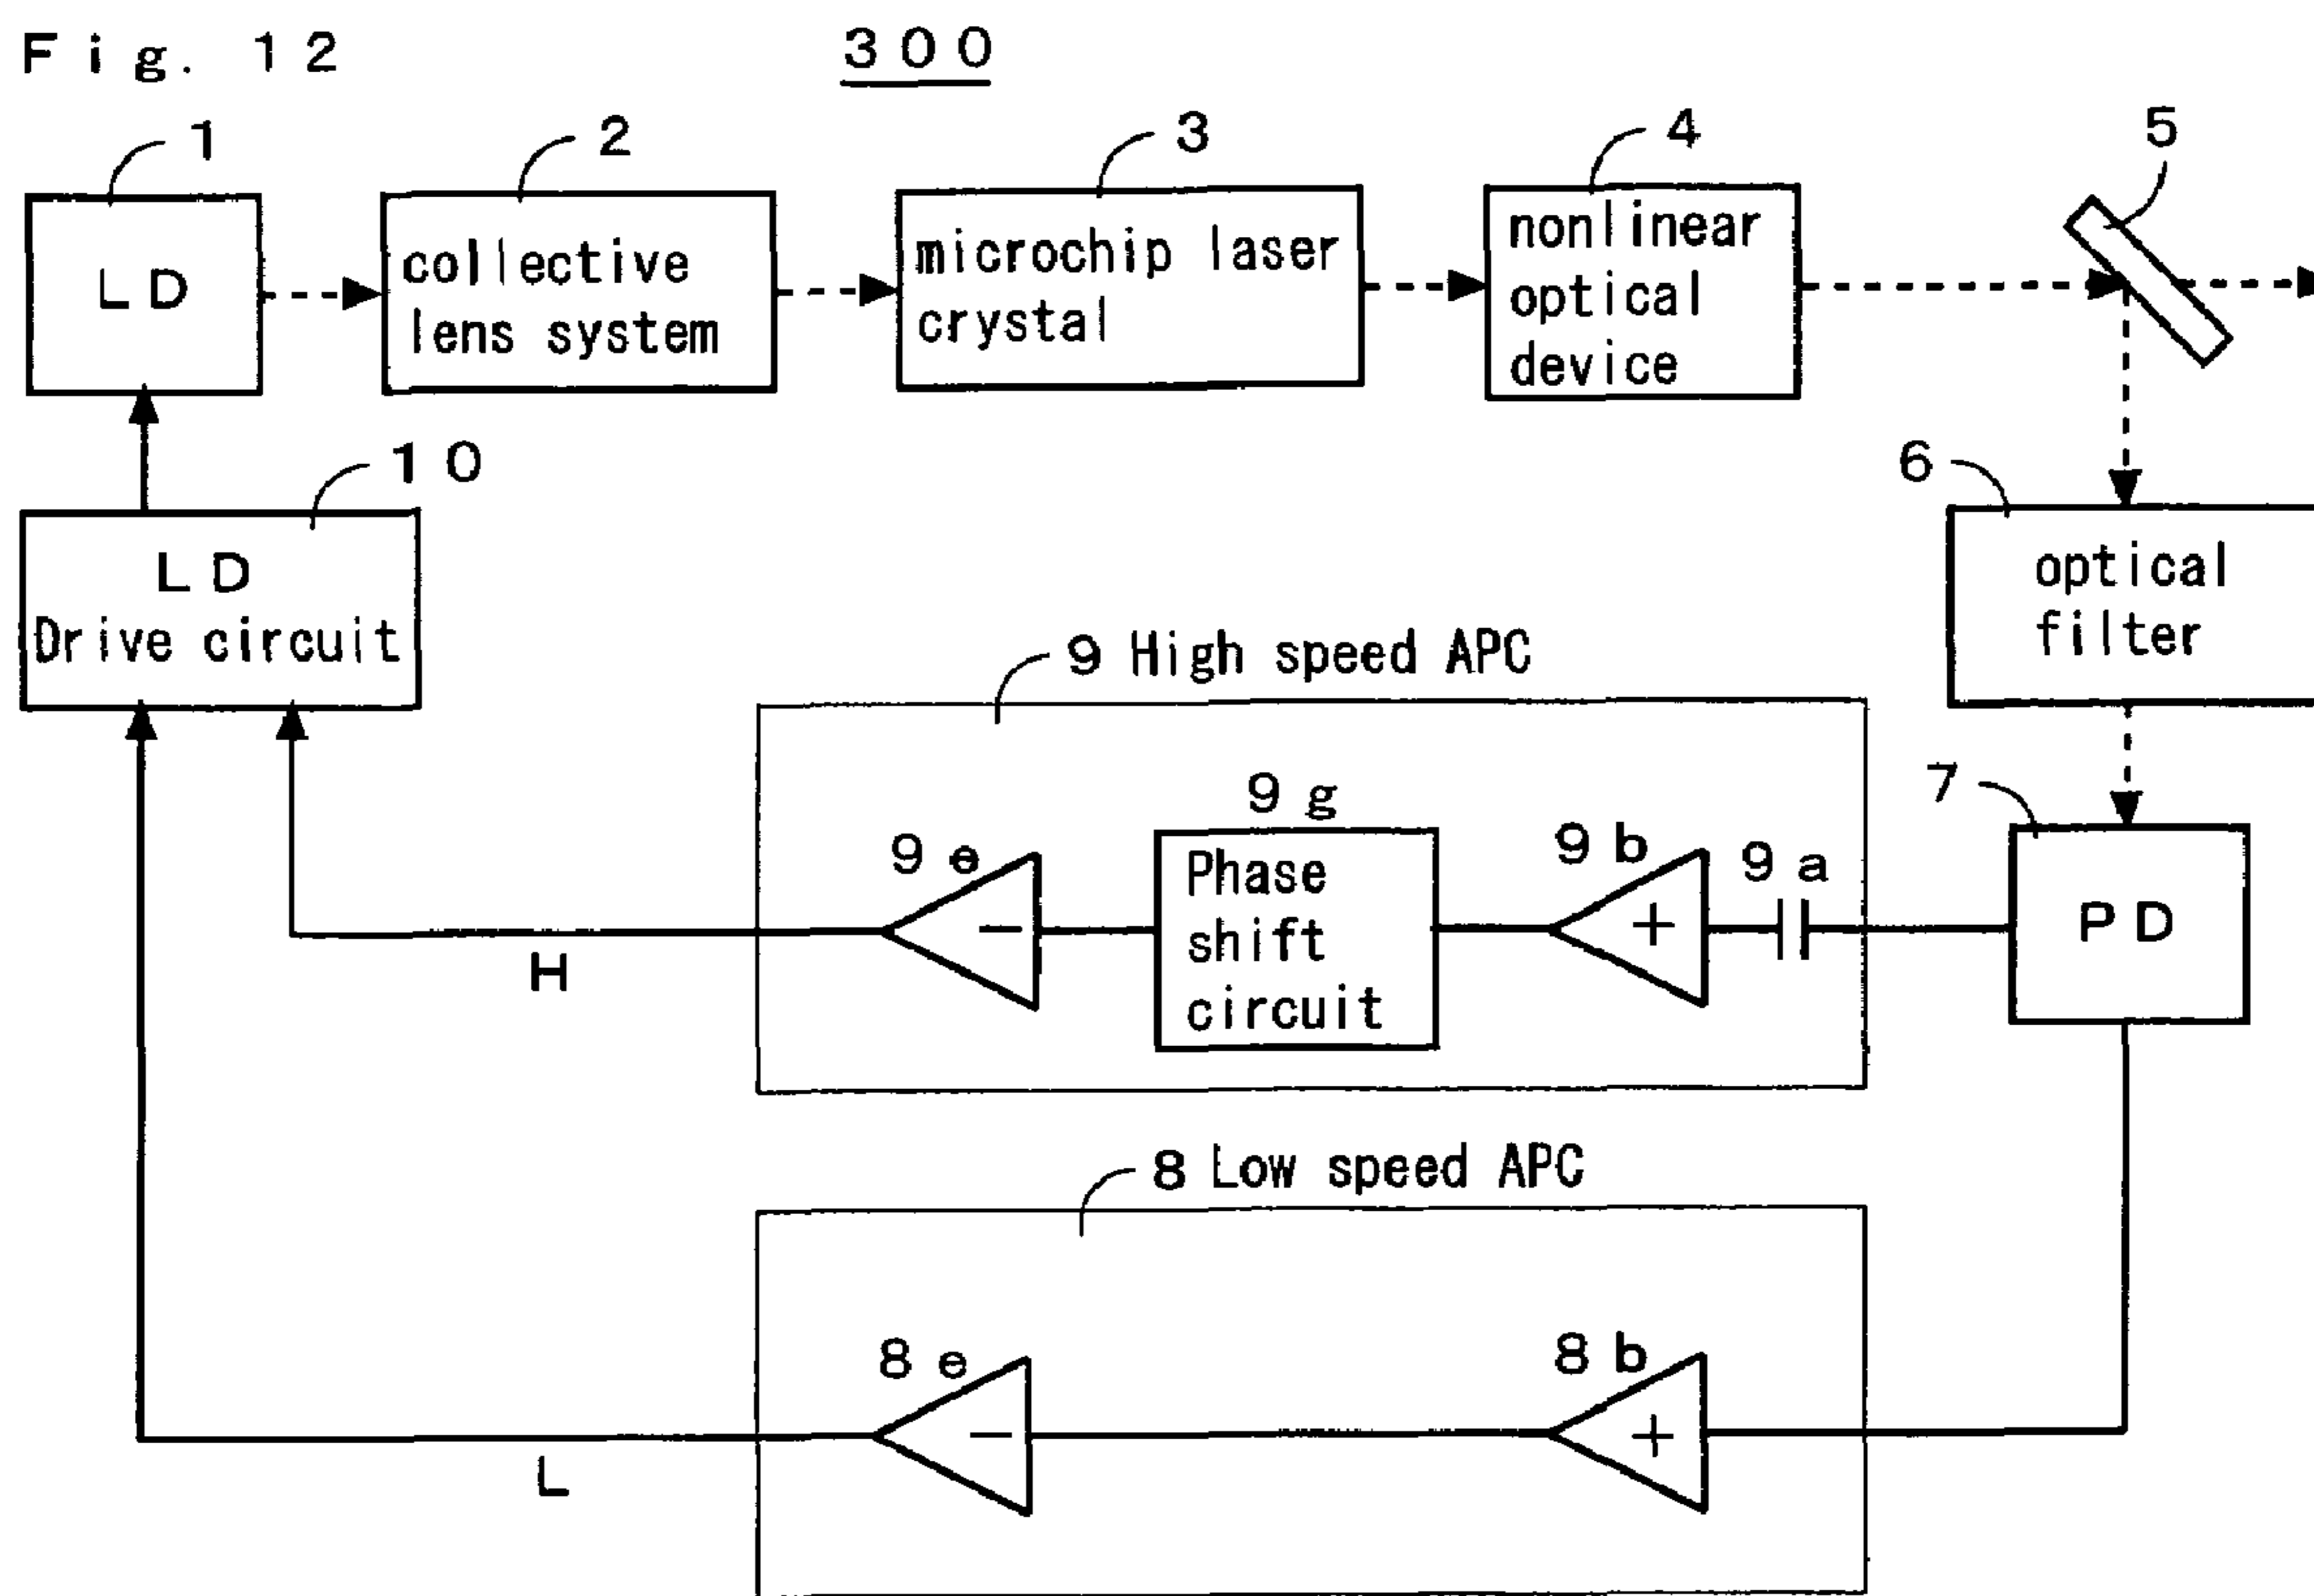 Fig. 12
300
1
2
3
4
5
LD
collective
lens system
microchip laser
crystal
nonlinear
optical
device
10
LD
Drive circuit
6
optical
filter
9 High speed APC
7
PD
9e
9g
Phase
shift
circuit
9b
+
9a
−
H
8 Low speed APC
8e
−
8b
+
L